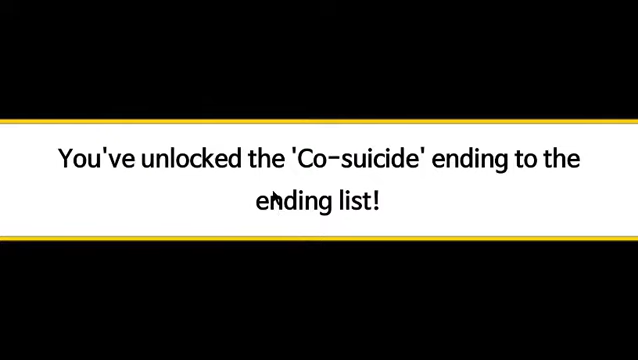 You've unlocked the 'Co-suicide' ending to the
ending list!